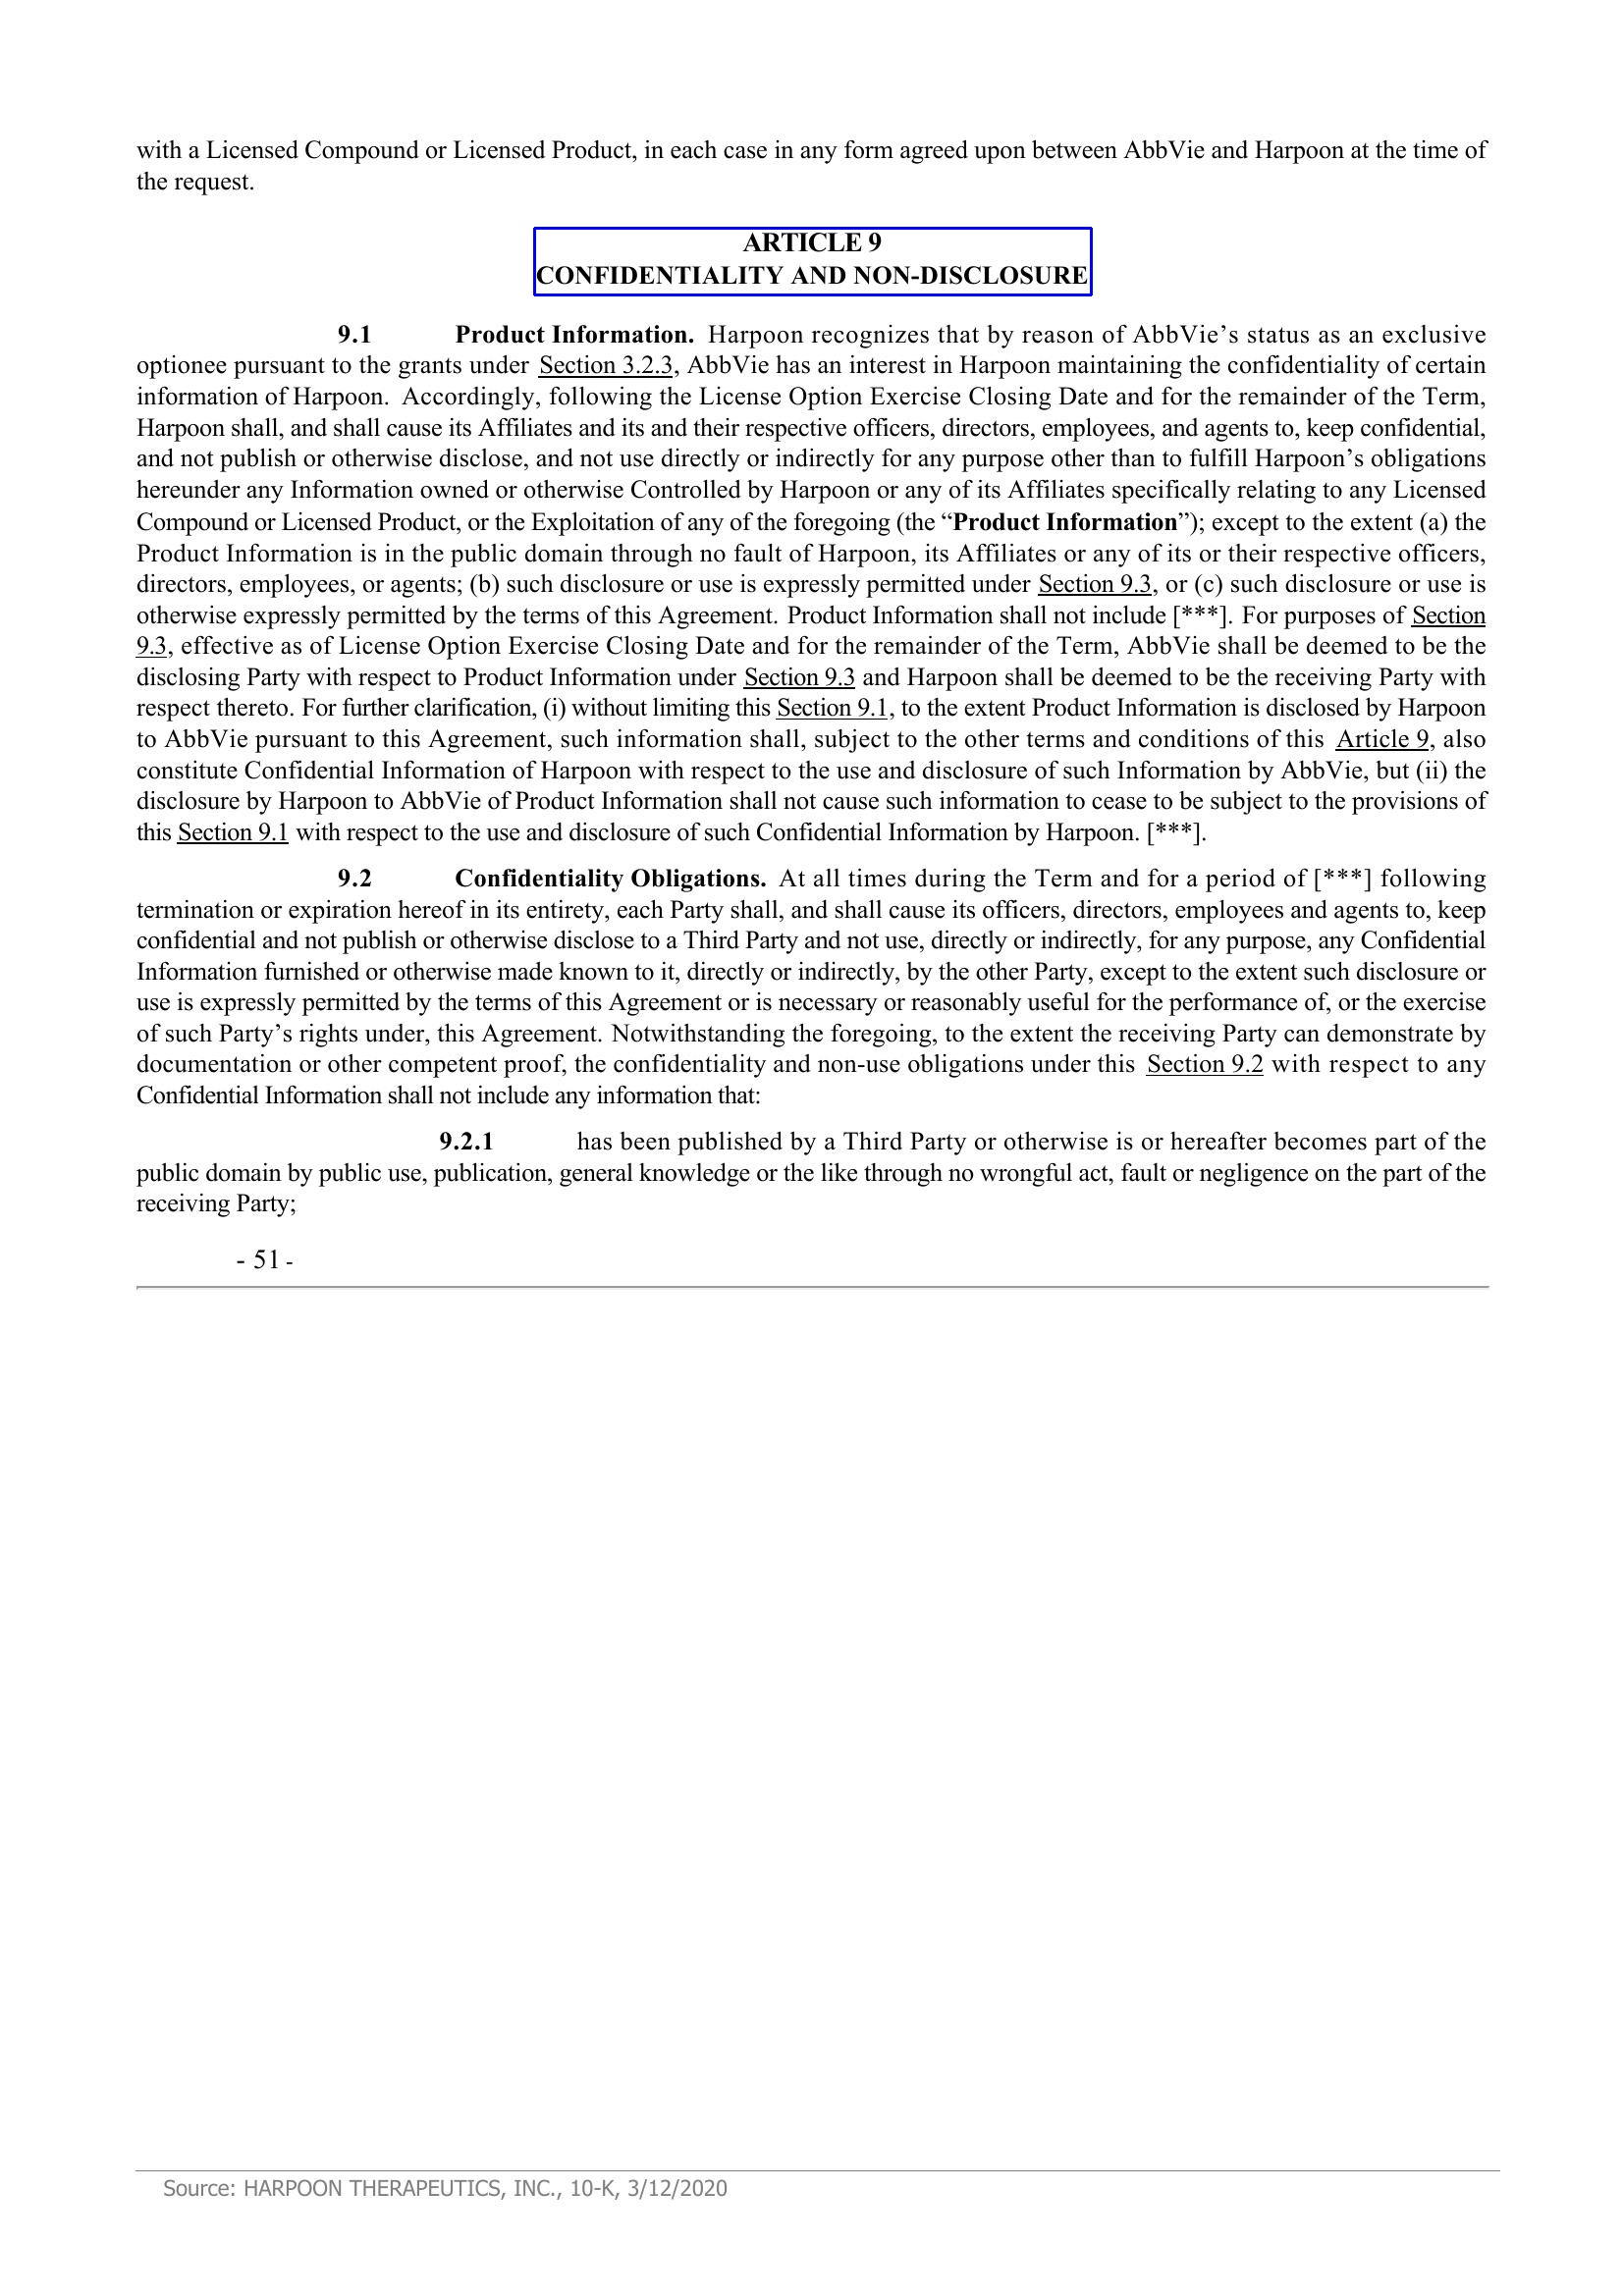 with a Licensed Compound or Licensed Product, in each case in any form agreed upon between AbbVie and Harpoon at the time of
the request.
ARTICLE 9
CONFIDENTIALITY AND NON-DISCLOSURE
9.1 Product Information. Harpoon recognizes that by reason of AbbVie’s status as an exclusive
optionee pursuant to the grants under Section 3.2.3, AbbVie has an interest in Harpoon maintaining the confidentiality of certain
information of Harpoon. Accordingly, following the License Option Exercise Closing Date and for the remainder of the Term,
Harpoon shall, and shall cause its Affiliates and its and their respective officers, directors, employees, and agents to, keep confidential,
and not publish or otherwise disclose, and not use directly or indirectly for any purpose other than to fulfill Harpoon’s obligations
hereunder any Information owned or otherwise Controlled by Harpoon or any of its Affiliates specifically relating to any Licensed
Compound or Licensed Product, or the Exploitation of any of the foregoing (the “Product Information”); except to the extent (a) the
Product Information is in the public domain through no fault of Harpoon, its Affiliates or any of its or their respective officers,
directors, employees, or agents; (b) such disclosure or use is expressly permitted under Section 9.3, or (c) such disclosure or use is
otherwise expressly permitted by the terms of this Agreement. Product Information shall not include [***]. For purposes of Section
9.3, effective as of License Option Exercise Closing Date and for the remainder of the Term, AbbVie shall be deemed to be the
disclosing Party with respect to Product Information under Section 9.3 and Harpoon shall be deemed to be the receiving Party with
respect thereto. For further clarification, (i) without limiting this Section 9.1, to the extent Product Information is disclosed by Harpoon
to AbbVie pursuant to this Agreement, such information shall, subject to the other terms and conditions of this Article 9, also
constitute Confidential Information of Harpoon with respect to the use and disclosure of such Information by AbbVie, but (ii) the
disclosure by Harpoon to AbbVie of Product Information shall not cause such information to cease to be subject to the provisions of
this Section 9.1 with respect to the use and disclosure of such Confidential Information by Harpoon. [***].
9.2 Confidentiality Obligations. At all times during the Term and for a period of [***] following
termination or expiration hereof in its entirety, each Party shall, and shall cause its officers, directors, employees and agents to, keep
confidential and not publish or otherwise disclose to a Third Party and not use, directly or indirectly, for any purpose, any Confidential
Information furnished or otherwise made known to it, directly or indirectly, by the other Party, except to the extent such disclosure or
use is expressly permitted by the terms of this Agreement or is necessary or reasonably useful for the performance of, or the exercise
of such Party’s rights under, this Agreement. Notwithstanding the foregoing, to the extent the receiving Party can demonstrate by
documentation or other competent proof, the confidentiality and non-use obligations under this Section 9.2 with respect to any
Confidential Information shall not include any information that:
9.2.1 has been published by a Third Party or otherwise is or hereafter becomes part of the
public domain by public use, publication, general knowledge or the like through no wrongful act, fault or negligence on the part of the
receiving Party;
- 51 -
Source: HARPOON THERAPEUTICS, INC., 10-K, 3/12/2020